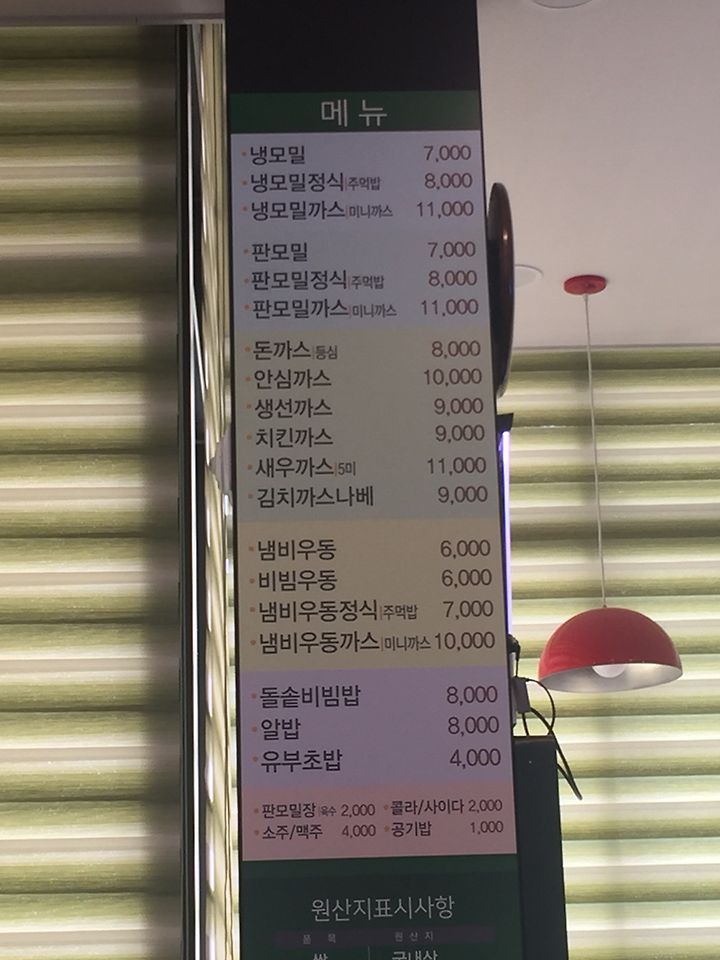 메뉴
냉모밀 7,000
냉모밀정식|주먹밥 8,000
냉모밀까스|미니까스 11,000
판모밀 7,000
판모밀정식|주먹밥 8,000
판모밀까스|미니까스 11,000
돈까스|등심 8,000
안심까스 10,000
생선까스 9,000
치킨까스 9,000
새우까스|5미 11,000
김치까스나베 9,000
냄비우동 6,000
비빔우동 6,000
냄비우동정식|주먹밥 7,000
냄비우동까스|미니까스 10,000
돌솥비빔밥 8,000
알밥 8,000
유부초밥 4,000
판모밀장|육수 2,000 콜라/사이다 2,000
소주/맥주 4,000 공기밥 1,000
원산지표시사항
품 목 원 산 지
쌀 국내산